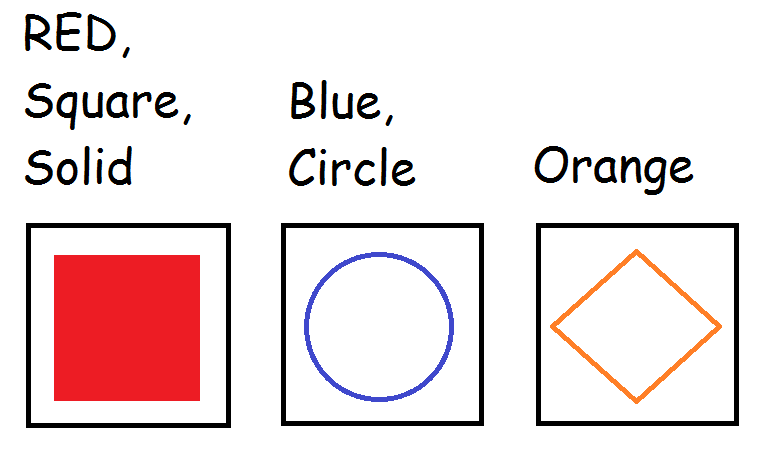 RED,
Square,
Solid
Blue,
Circle
Orange